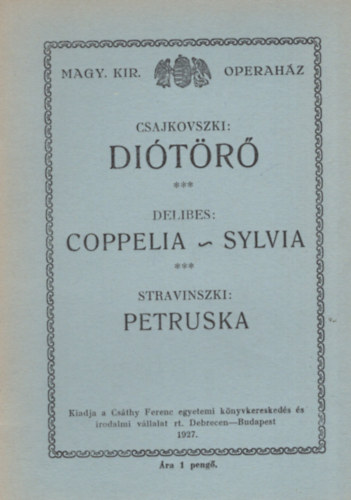 MAGY. KIR. OPERAHÁZ
CSAJKOVSZKI:
DIÓTÖRŐ
***
DELIBES:
COPPELIA ~ SYLVIA
***
STRAVINSZKI:
PETRUSKA
Kiadja a Csáthy Ferenc egyetemi könyvkereskedés és
irodalmi vállalat rt. Debrecen—Budapest
1927.
Ára 1 pengő.